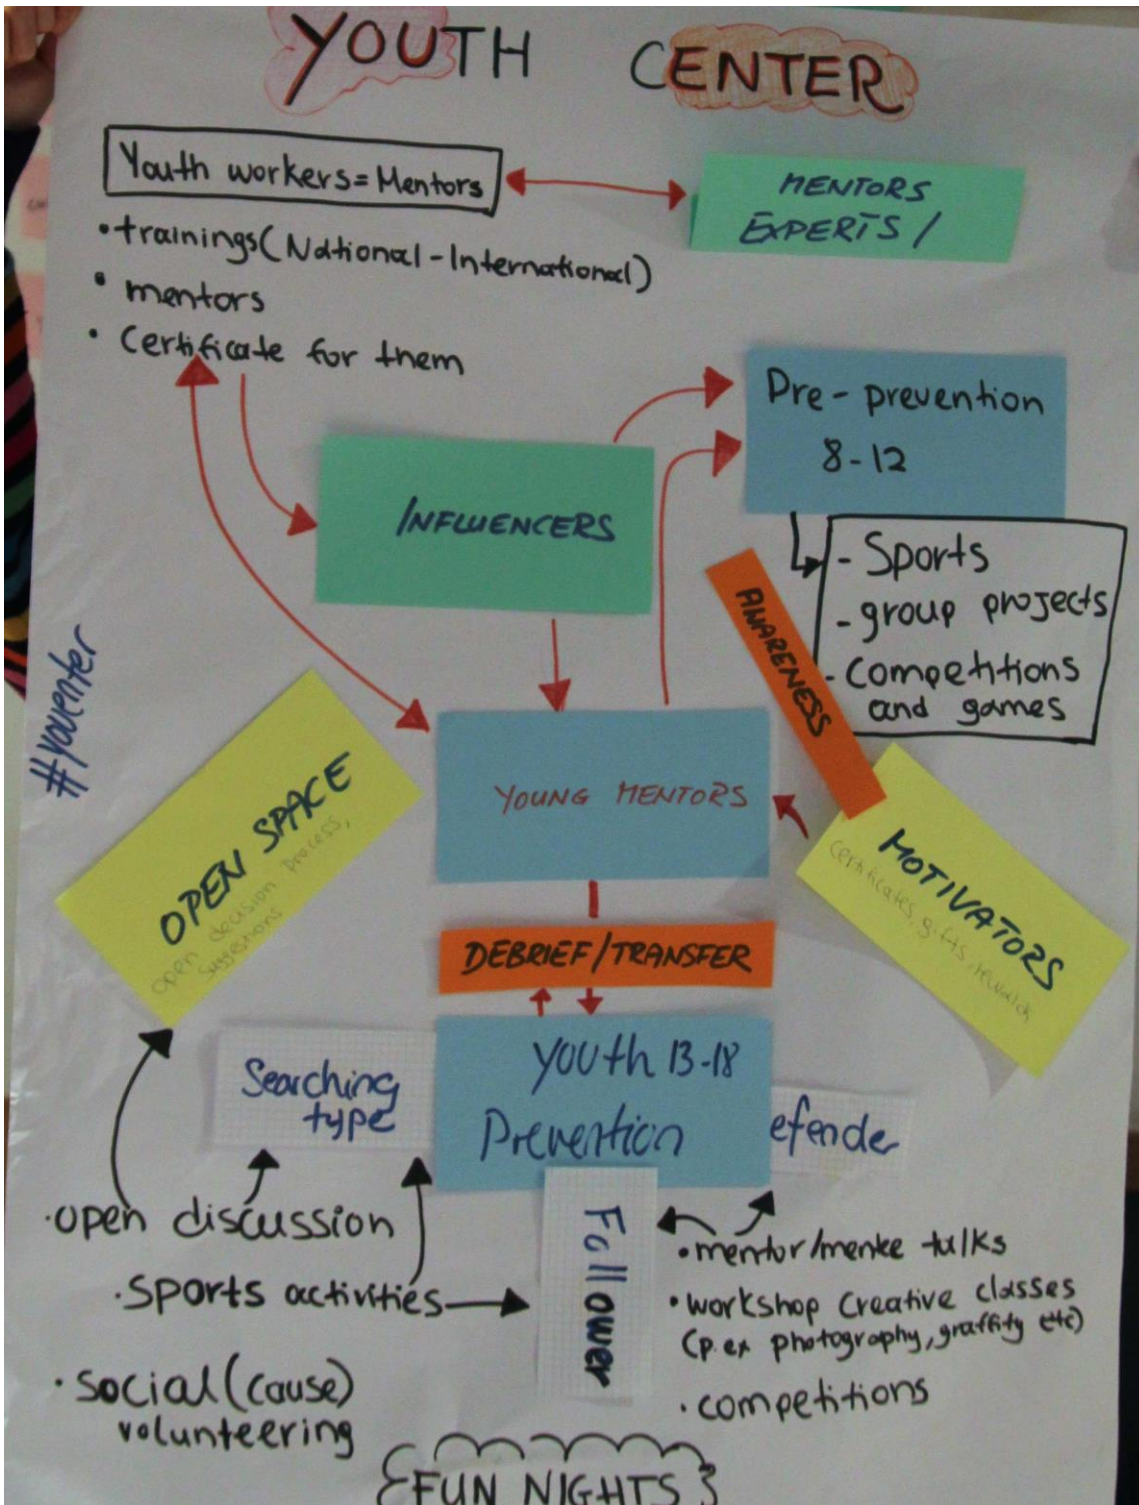 YOUTH CENTER
Youth workers=Mentors
MENTORS
EXPERTS /
• trainings(National-International)
• mentors
• Certificate for them
Pre-prevention
8-12
INFLUENCERS
- Sports
- group projects
- Competitions
and games
AWARENESS
#youenter
YOUNG MENTORS
OPEN SPACE
open decision process,
suggestions
MOTIVATORS
certificates, gifts,
DEBRIEF/TRANSFER
Searching
type
youth 13-18
Prevention
efender
Follower
• open discussion
• Sports activities
• social (cause)
volunteering
• mentor/mentee talks
• workshop Creative classes
(p.ex photography, graffity etc)
• competitions
FUN NIGHTS